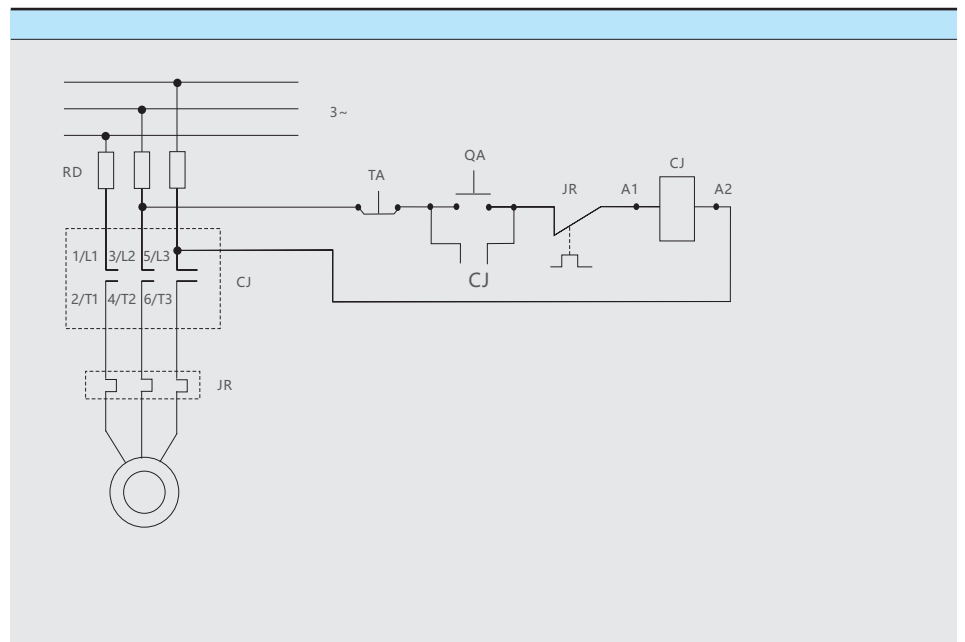 3~
RD
TA
QA
JR
A1
CJ
A2
1/L1 3/L2 5/L3
CJ
CJ
2/T1 4/T2 6/T3
JR